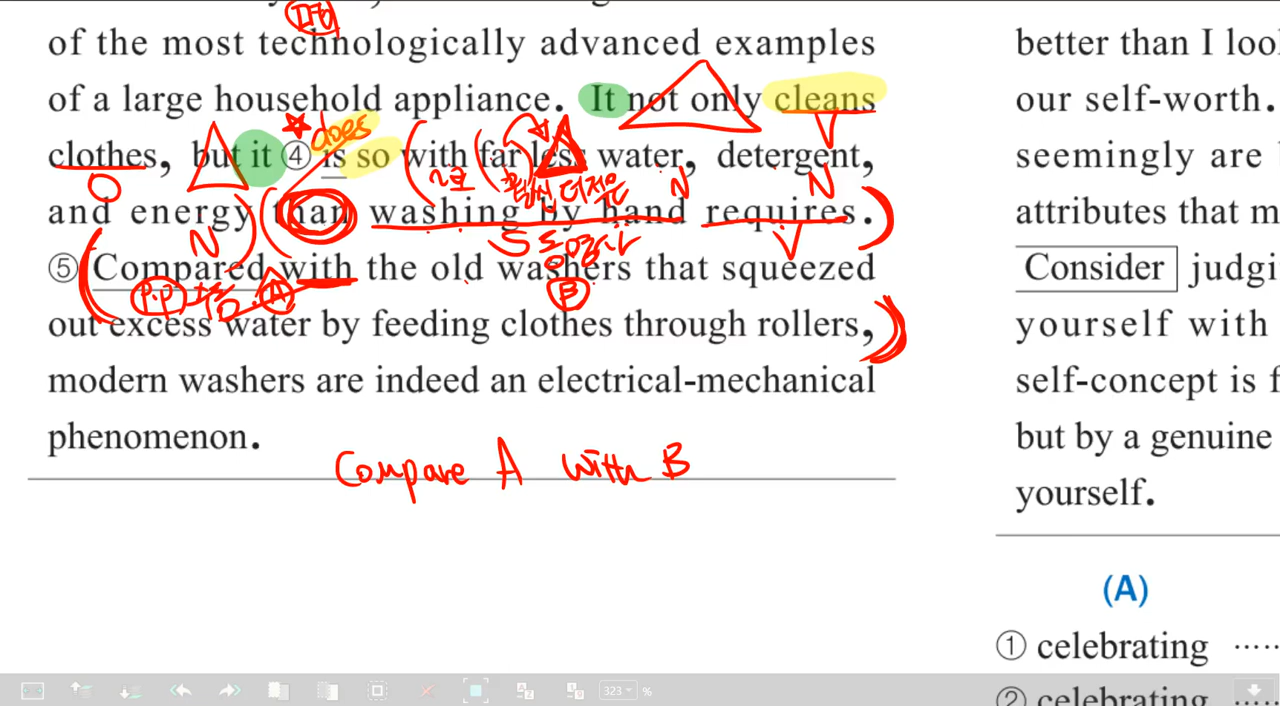 of the most technologically advanced examples
of a large household appliance. It not only cleans
does
clothes, but it ④ is so with far less water, detergent,
and energy than washing by hand requires.
⑤ Compared with the old washers that squeezed
out excess water by feeding clothes through rollers,
modern washers are indeed an electrical-mechanical
phenomenon.
Compare A with B
better than I lool
our self-worth.
seemingly are
attributes that m
Consider judgi
yourself with
self-concept is f
but by a genuine
yourself.
(A)
① celebrating ·····
② celebrating ·····
323 %
V
O
N
N
N
S
V
B
P.P
A